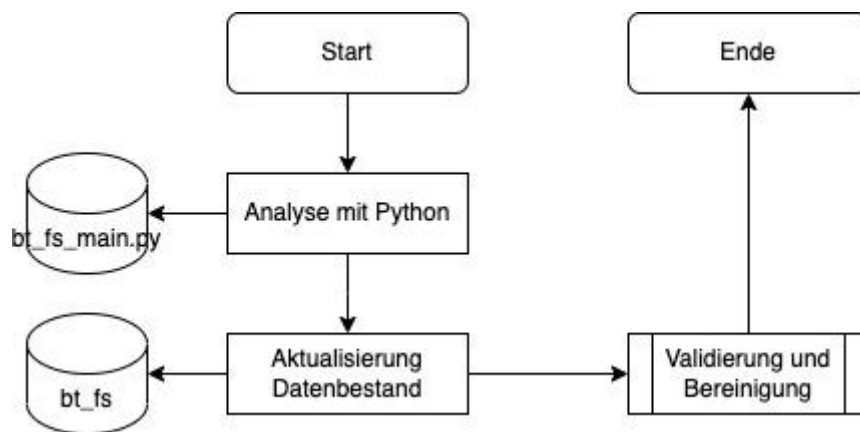 Start
Ende
bt_fs_main.py
Analyse mit Python
bt_fs
Aktualisierung
Datenbestand
Validierung und
Bereinigung